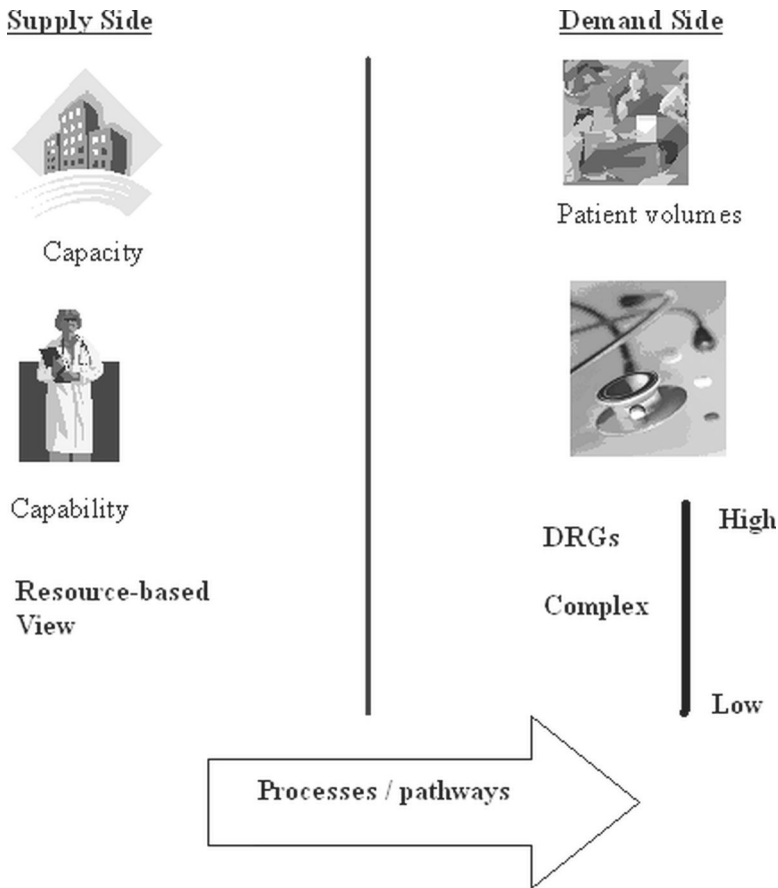 Supply Side
Demand Side
Capacity
Patient volumes
Capability
Resource-based
View
DRGs
Complex
High
Low
Processes / pathways